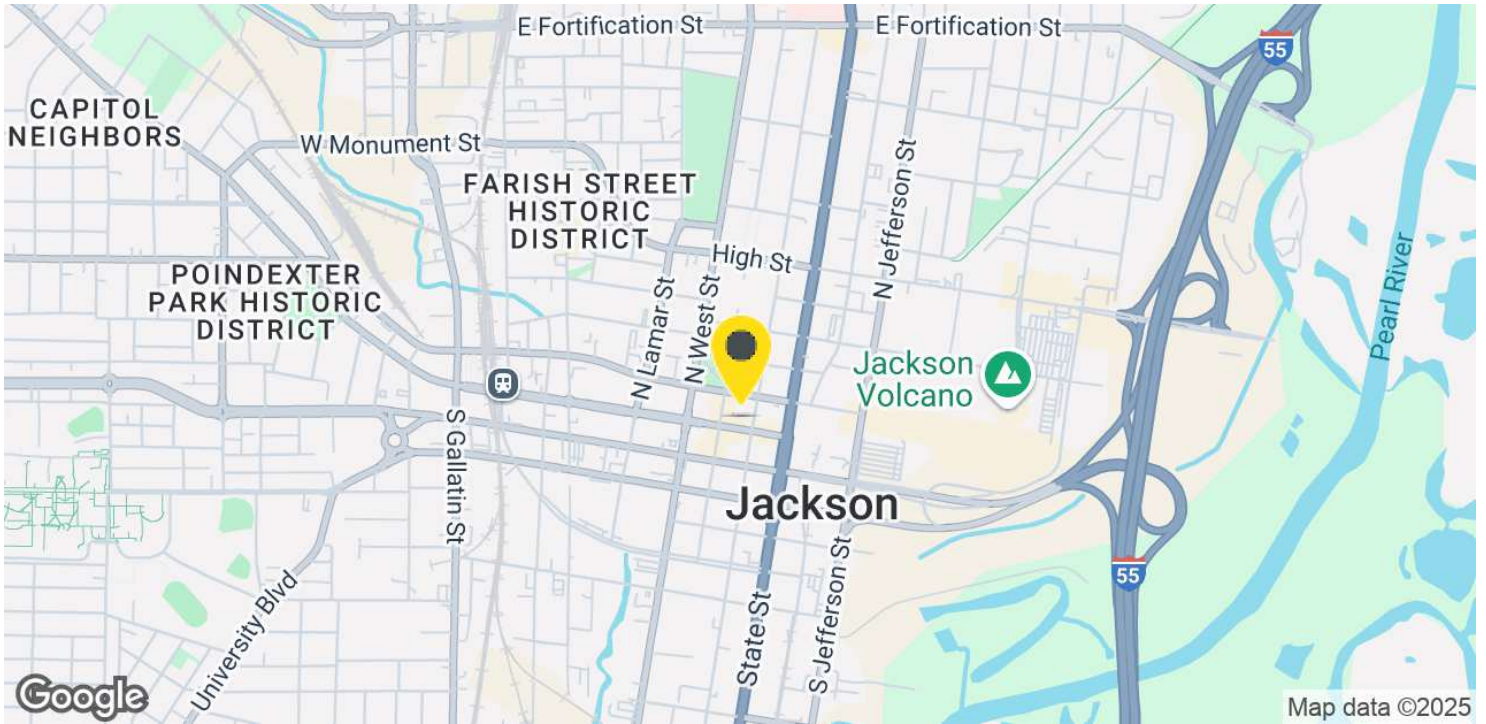 E Fortification St
E Fortification St
55
CAPITOL
NEIGHBORS
W Monument St
FARISH STREET
HISTORIC
DISTRICT
N Jefferson St
High St
Pearl River
POINDEXTER
PARK HISTORIC
DISTRICT
N Lamar St
N West St
Jackson
Volcano
S Gallatin St
Jackson
55
University Blvd
State St
S Jefferson St
Google
Map data ©2025